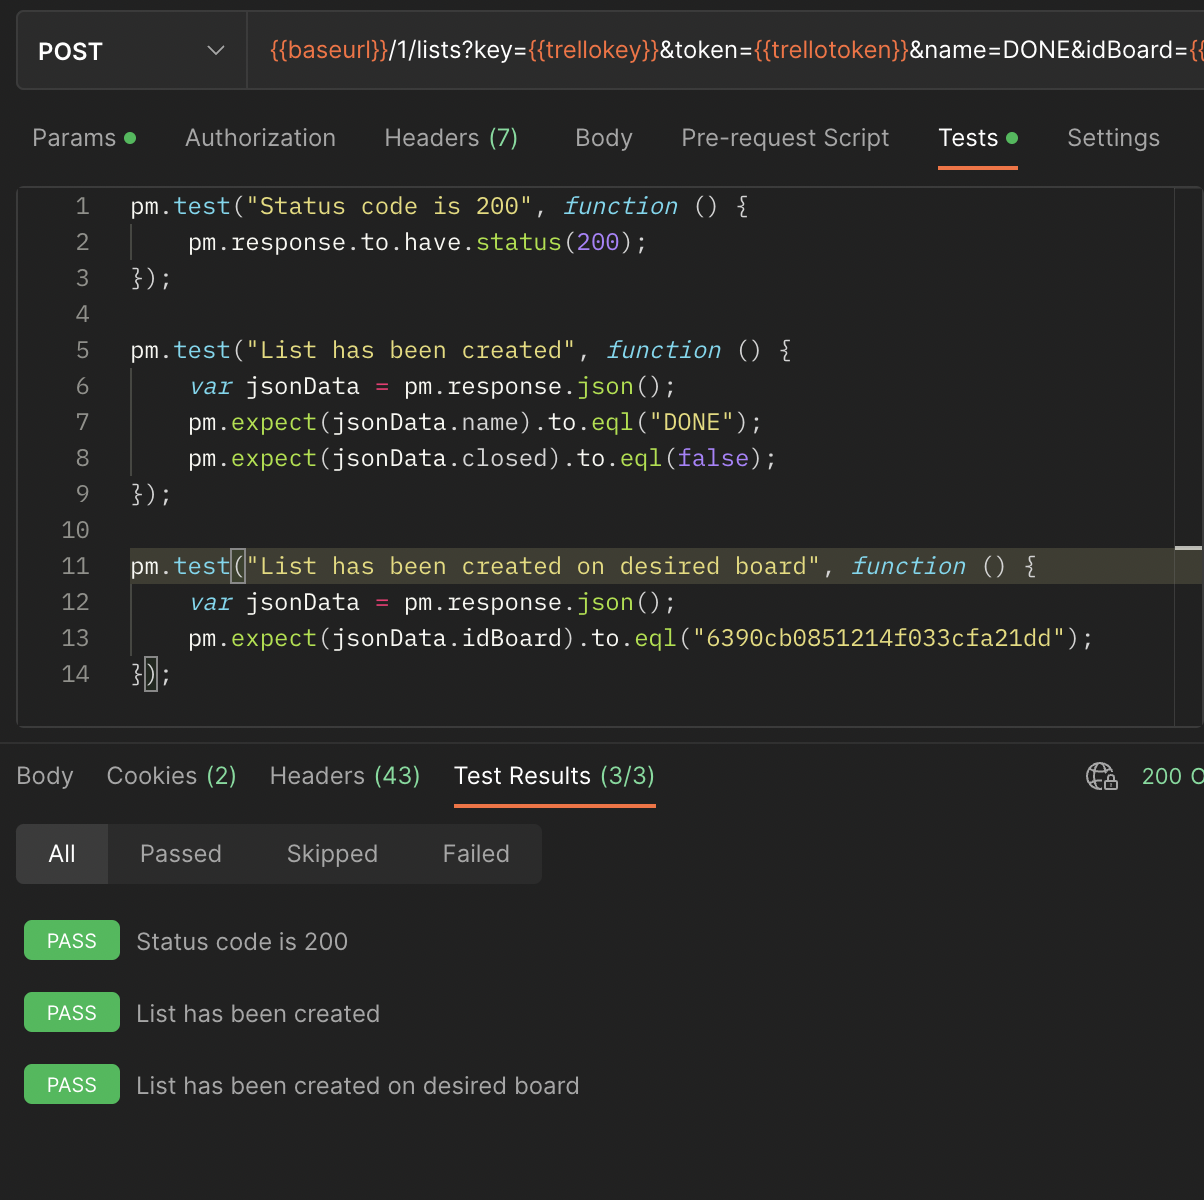 POST {{baseurl}}/1/lists?key={{trellokey}}&token={{trellotoken}}&name=DONE&idBoard={{
Params Authorization Headers (7) Body Pre-request Script Tests Settings
1 pm.test("Status code is 200", function () {
2 pm.response.to.have.status(200);
3 });
4
5 pm.test("List has been created", function () {
6 var jsonData = pm.response.json();
7 pm.expect(jsonData.name).to.eql("DONE");
8 pm.expect(jsonData.closed).to.eql(false);
9 });
10
11 pm.test("List has been created on desired board", function () {
12 var jsonData = pm.response.json();
13 pm.expect(jsonData.idBoard).to.eql("6390cb0851214f033cfa21dd");
14 });
Body Cookies (2) Headers (43) Test Results (3/3) 200 O
All Passed Skipped Failed
PASS Status code is 200
PASS List has been created
PASS List has been created on desired board